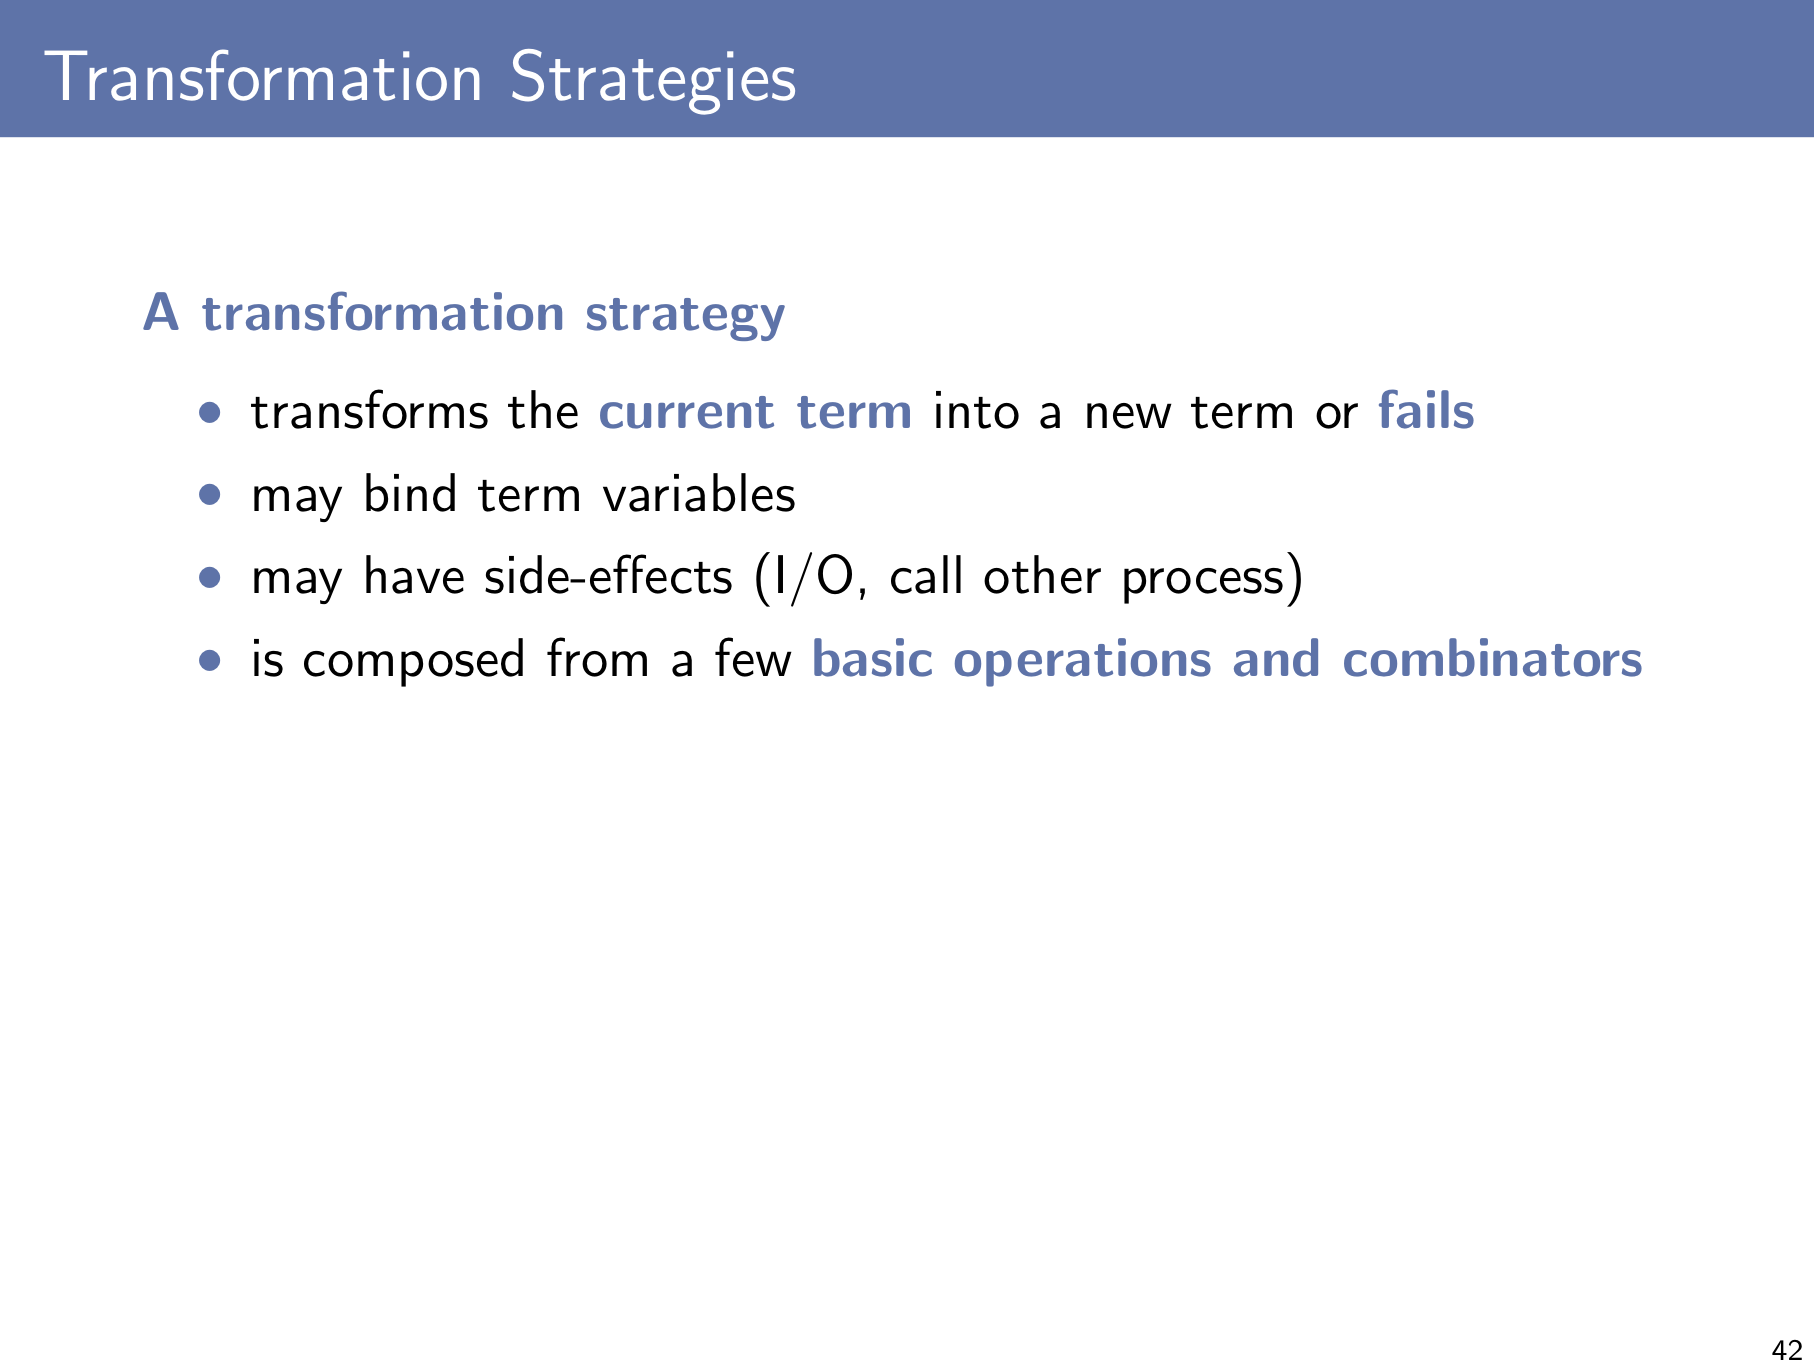 Transformation Strategies
A transformation strategy
• transforms the current term into a new term or fails
• may bind term variables
• may have side-effects (I/O, call other process)
• is composed from a few basic operations and combinators
42